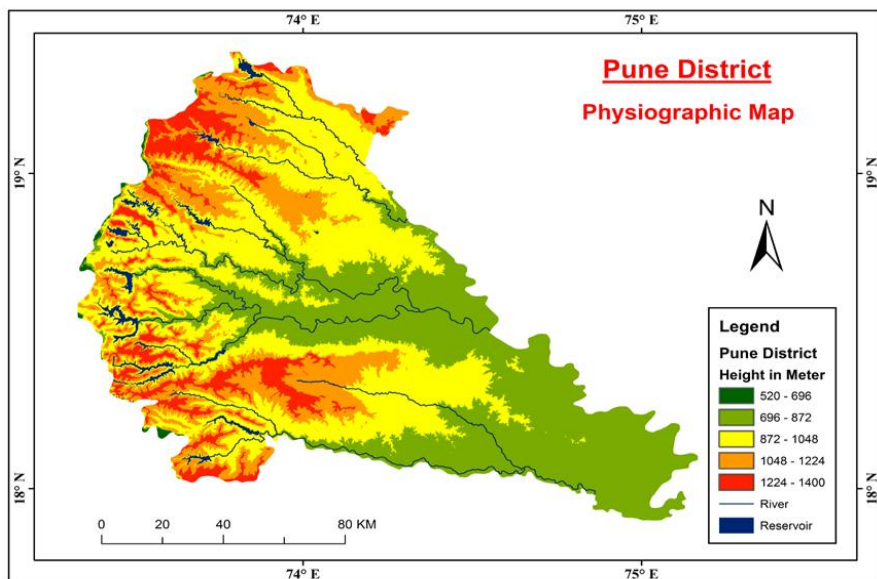 74° E
75° E
Pune District
Physiographic Map
19° N
19° N
N
Legend
Pune District
Height in Meter
520 - 696
696 - 872
872 - 1048
1048 - 1224
1224 - 1400
River
Reservoir
18° N
18° N
0 20 40 80 KM
74° E
75° E